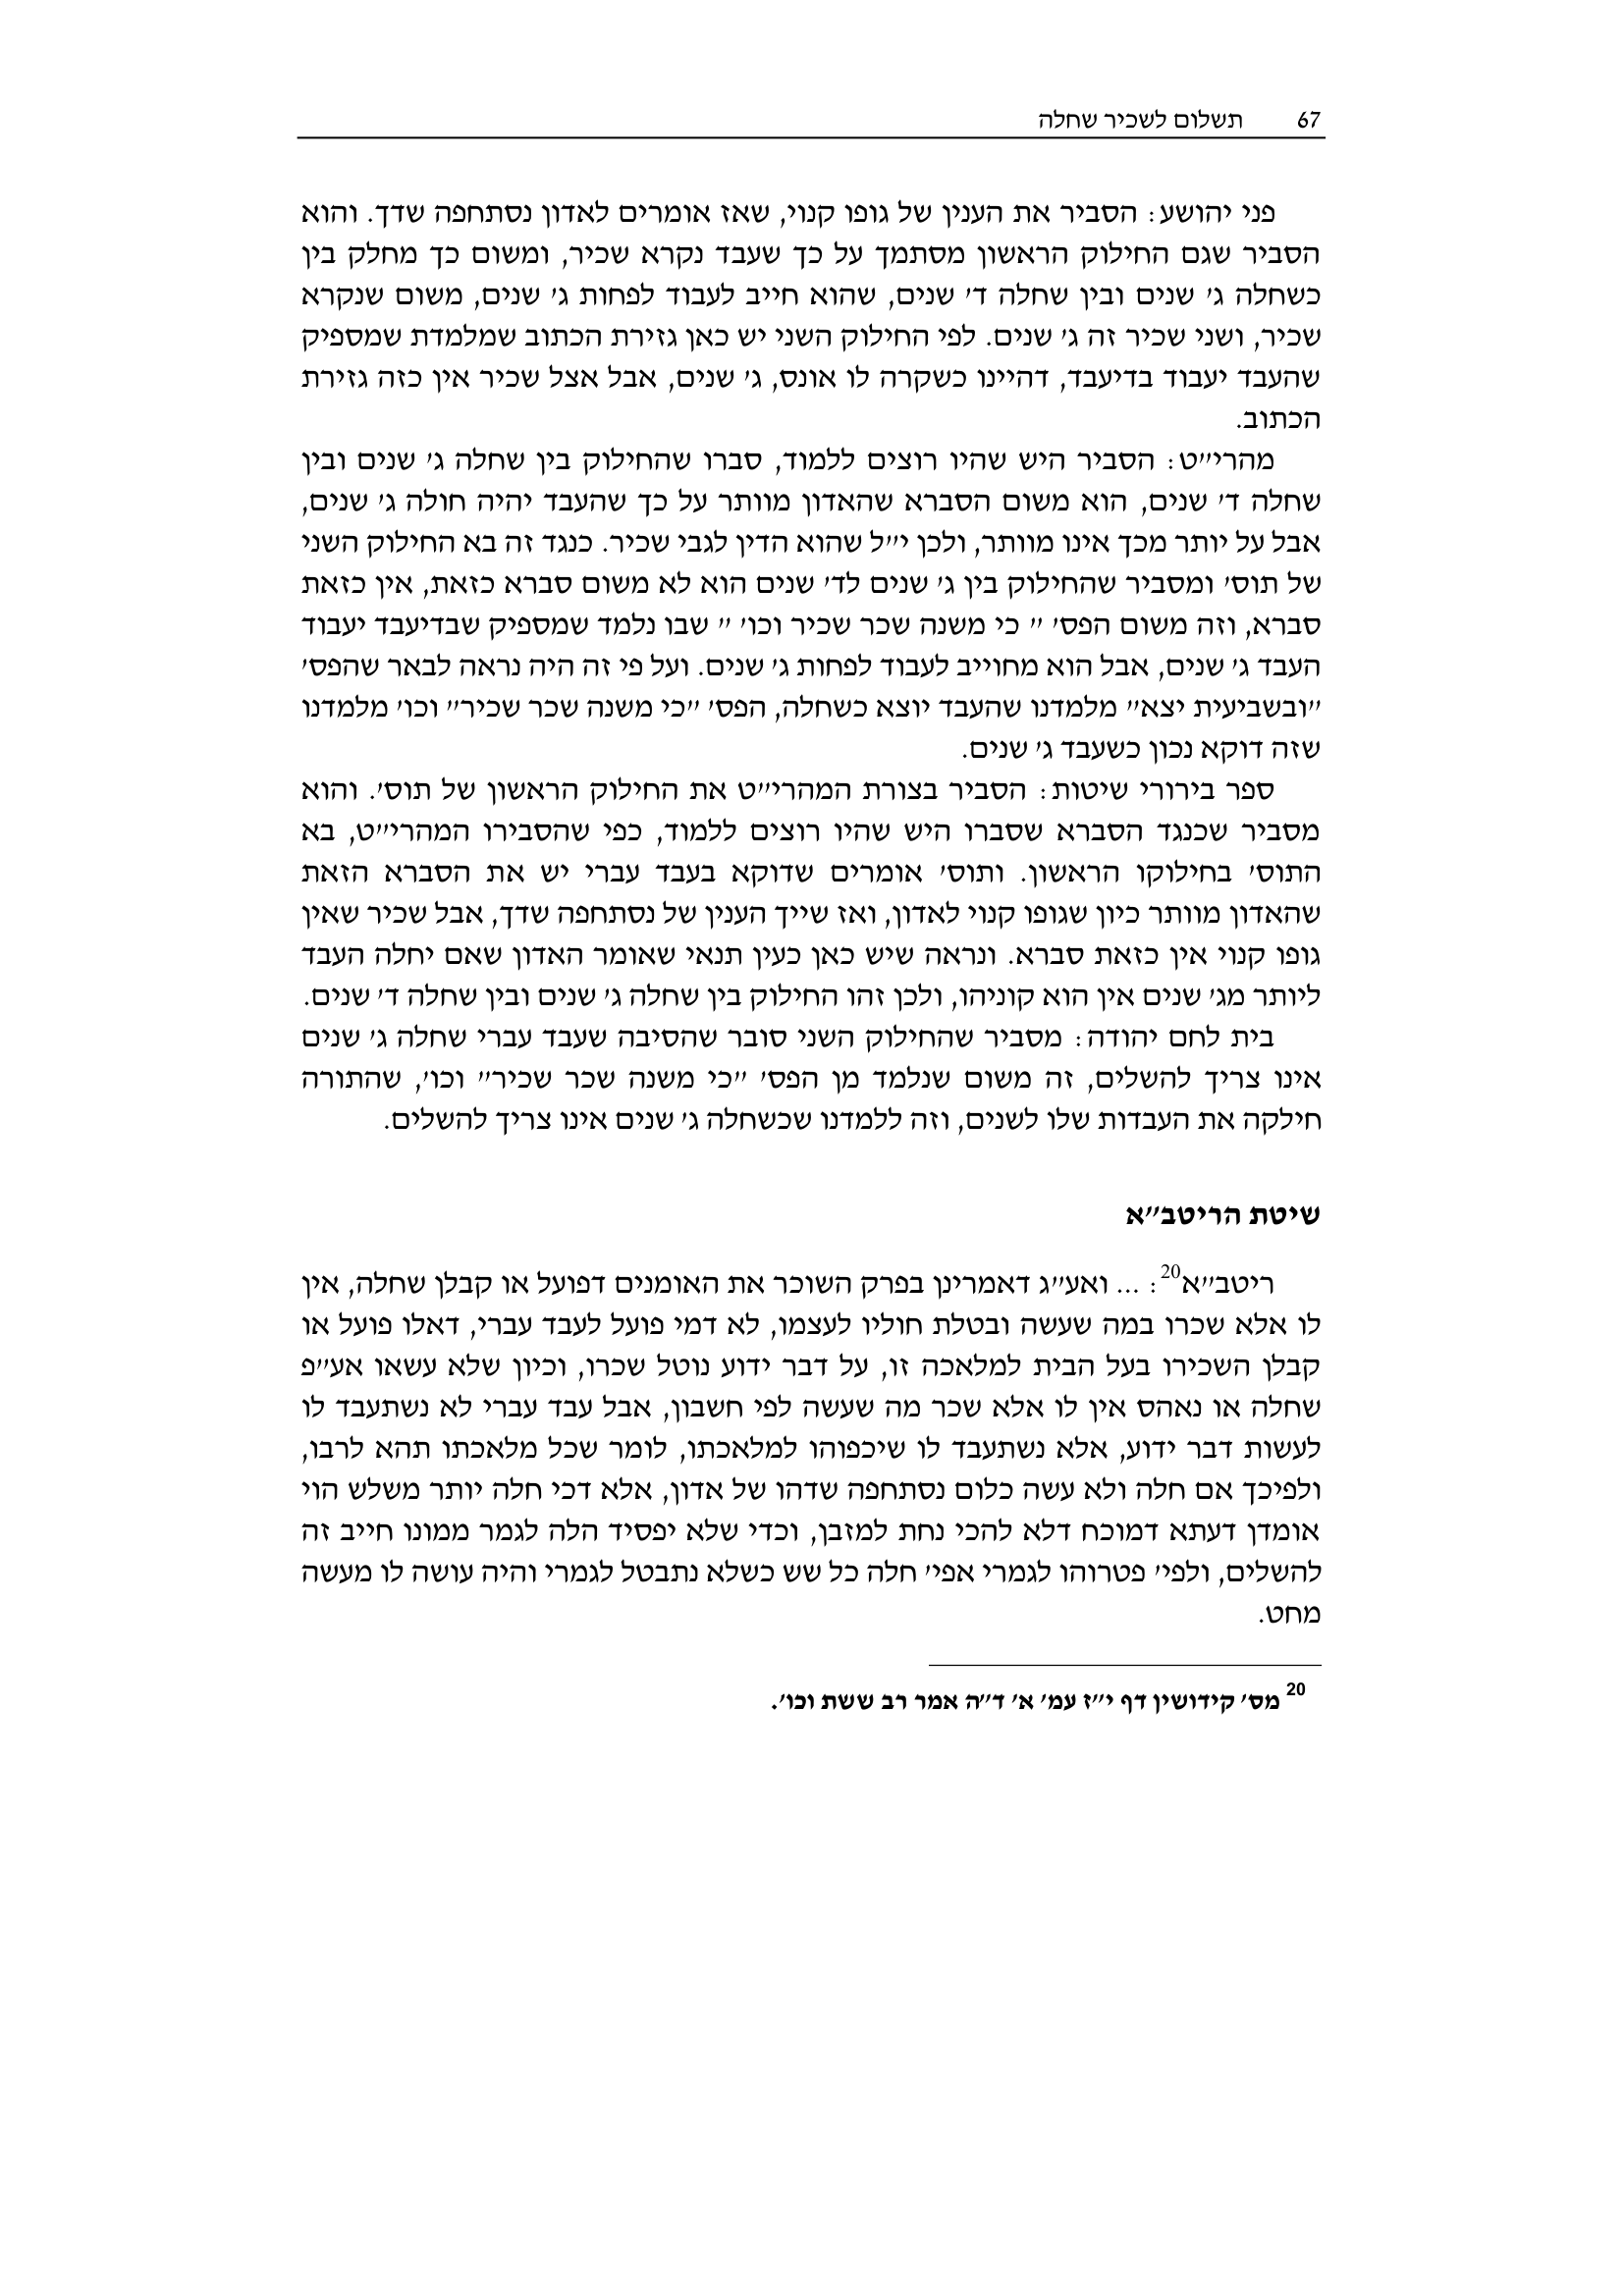 67 תשלום לשכיר שחלה
פני יהושע: הסביר את הענין של גופו קנוי, שאז אומרים לאדון נסתחפה שדך. והוא
הסביר שגם החילוק הראשון מסתמך על כך שעבד נקרא שכיר, ומשום כך מחלק בין
כשחלה ג׳ שנים ובין שחלה ד׳ שנים, שהוא חייב לעבוד לפחות ג׳ שנים, משום שנקרא
שכיר, ושני שכיר זה ג׳ שנים. לפי החילוק השני יש כאן גזירת הכתוב שמלמדת שמספיק
שהעבד יעבוד בדיעבד, דהיינו כשקרה לו אונס, ג׳ שנים, אבל אצל שכיר אין כזה גזירת
הכתוב.
מהרי״ט: הסביר היש שהיו רוצים ללמוד, סברו שהחילוק בין שחלה ג׳ שנים ובין
שחלה ד׳ שנים, הוא משום הסברא שהאדון מוותר על כך שהעבד יהיה חולה ג׳ שנים,
אבל על יותר מכך אינו מוותר, ולכן י״ל שהוא הדין לגבי שכיר. כנגד זה בא החילוק השני
של תוס׳ ומסביר שהחילוק בין ג׳ שנים לד׳ שנים הוא לא משום סברא כזאת, אין כזאת
סברא, וזה משום הפס׳ ״ כי משנה שכר שכיר וכו׳ ״ שבו נלמד שמספיק שבדיעבד יעבוד
העבד ג׳ שנים, אבל הוא מחוייב לעבוד לפחות ג׳ שנים. ועל פי זה היה נראה לבאר שהפס׳
״ובשביעית יצא״ מלמדנו שהעבד יוצא כשחלה, הפס׳ ״כי משנה שכר שכיר״ וכו׳ מלמדנו
שזה דוקא נכון כשעבד ג׳ שנים.
ספר בירורי שיטות: הסביר בצורת המהרי״ט את החילוק הראשון של תוס׳. והוא
מסביר שכנגד הסברא שסברו היש שהיו רוצים ללמוד, כפי שהסבירו המהרי״ט, בא
התוס׳ בחילוקו הראשון. ותוס׳ אומרים שדוקא בעבד עברי יש את הסברא הזאת
שהאדון מוותר כיון שגופו קנוי לאדון, ואז שייך הענין של נסתחפה שדך, אבל שכיר שאין
גופו קנוי אין כזאת סברא. ונראה שיש כאן כעין תנאי שאומר האדון שאם יחלה העבד
ליותר מג׳ שנים אין הוא קוניהו, ולכן זהו החילוק בין שחלה ג׳ שנים ובין שחלה ד׳ שנים.
בית לחם יהודה: מסביר שהחילוק השני סובר שהסיבה שעבד עברי שחלה ג׳ שנים
אינו צריך להשלים, זה משום שנלמד מן הפס׳ ״כי משנה שכר שכיר״ וכו׳, שהתורה
חילקה את העבדות שלו לשנים, וזה ללמדנו שכשחלה ג׳ שנים אינו צריך להשלים.
שיטת הריטב״א
ריטב״א20: ... ואע״ג דאמרינן בפרק השוכר את האומנים דפועל או קבלן שחלה, אין
לו אלא שכרו במה שעשה ובטלת חוליו לעצמו, לא דמי פועל לעבד עברי, דאלו פועל או
קבלן השכירו בעל הבית למלאכה זו, על דבר ידוע נוטל שכרו, וכיון שלא עשאו אע״פ
שחלה או נאהס אין לו אלא שכר מה שעשה לפי חשבון, אבל עבד עברי לא נשתעבד לו
לעשות דבר ידוע, אלא נשתעבד לו שיכפוהו למלאכתו, לומר שכל מלאכתו תהא לרבו,
ולפיכך אם חלה ולא עשה כלום נסתחפה שדהו של אדון, אלא דכי חלה יותר משלש הוי
אומדן דעתא דמוכח דלא להכי נחת למזבן, וכדי שלא יפסיד הלה לגמר ממונו חייב זה
להשלים, ולפי׳ פטרוהו לגמרי אפי׳ חלה כל שש כשלא נתבטל לגמרי והיה עושה לו מעשה
מחט.
20 מס׳ קידושין דף י״ז עמ׳ א׳ ד״ה אמר רב ששת וכו׳.